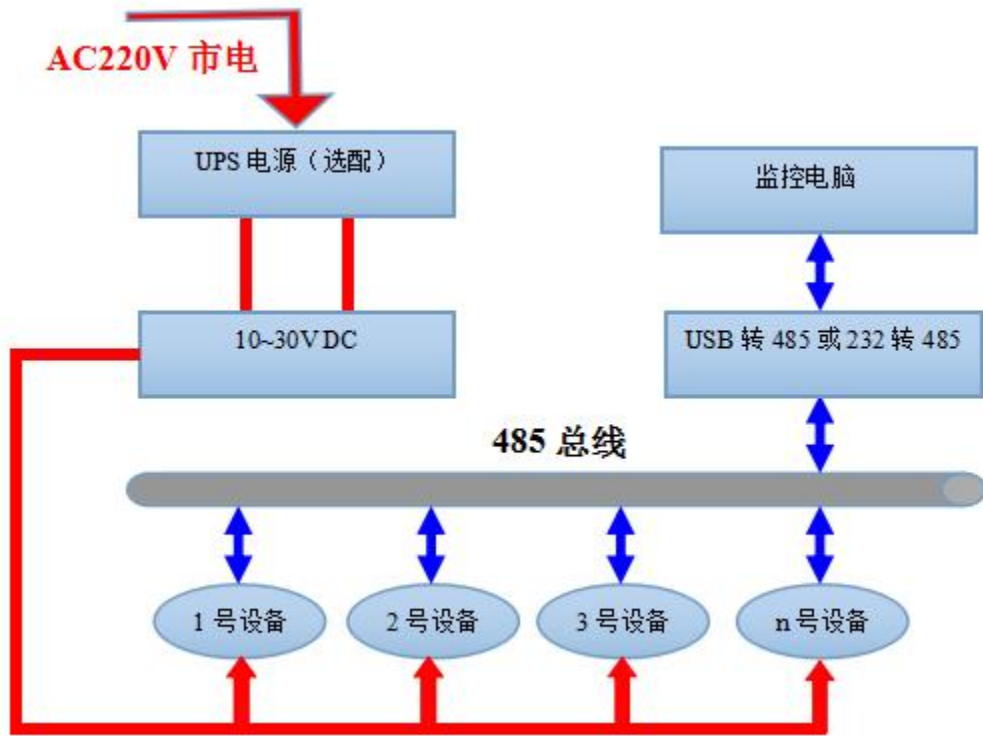 AC220V 市电
UPS 电源（选配）
监控电脑
10~30V DC
USB 转 485 或 232 转 485
485 总线
1 号设备
2 号设备
3 号设备
n 号设备